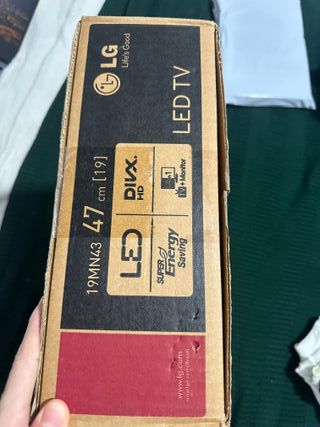 LG
Life's Good
LED TV
19MN43 47 cm [19]
LED
DIVX
HD
TV+Monitor
SUPER
Energy
Saving
www.lg.com